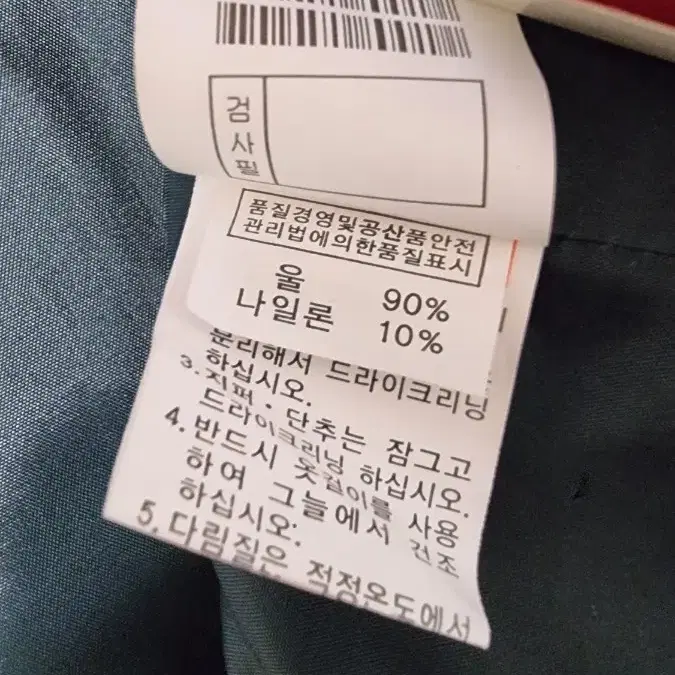 검사필
품질경영및공산품안전
관리법에의한품질표시
울 90%
나일론 10%
분리해서 드라이크리닝
하십시오.
3. 지퍼·단추는 잠그고
드라이크리닝 하십시오.
4. 반드시 옷걸이를 사용
하여 그늘에서 건조
하십시오.
5. 다림질은 적정온도에서